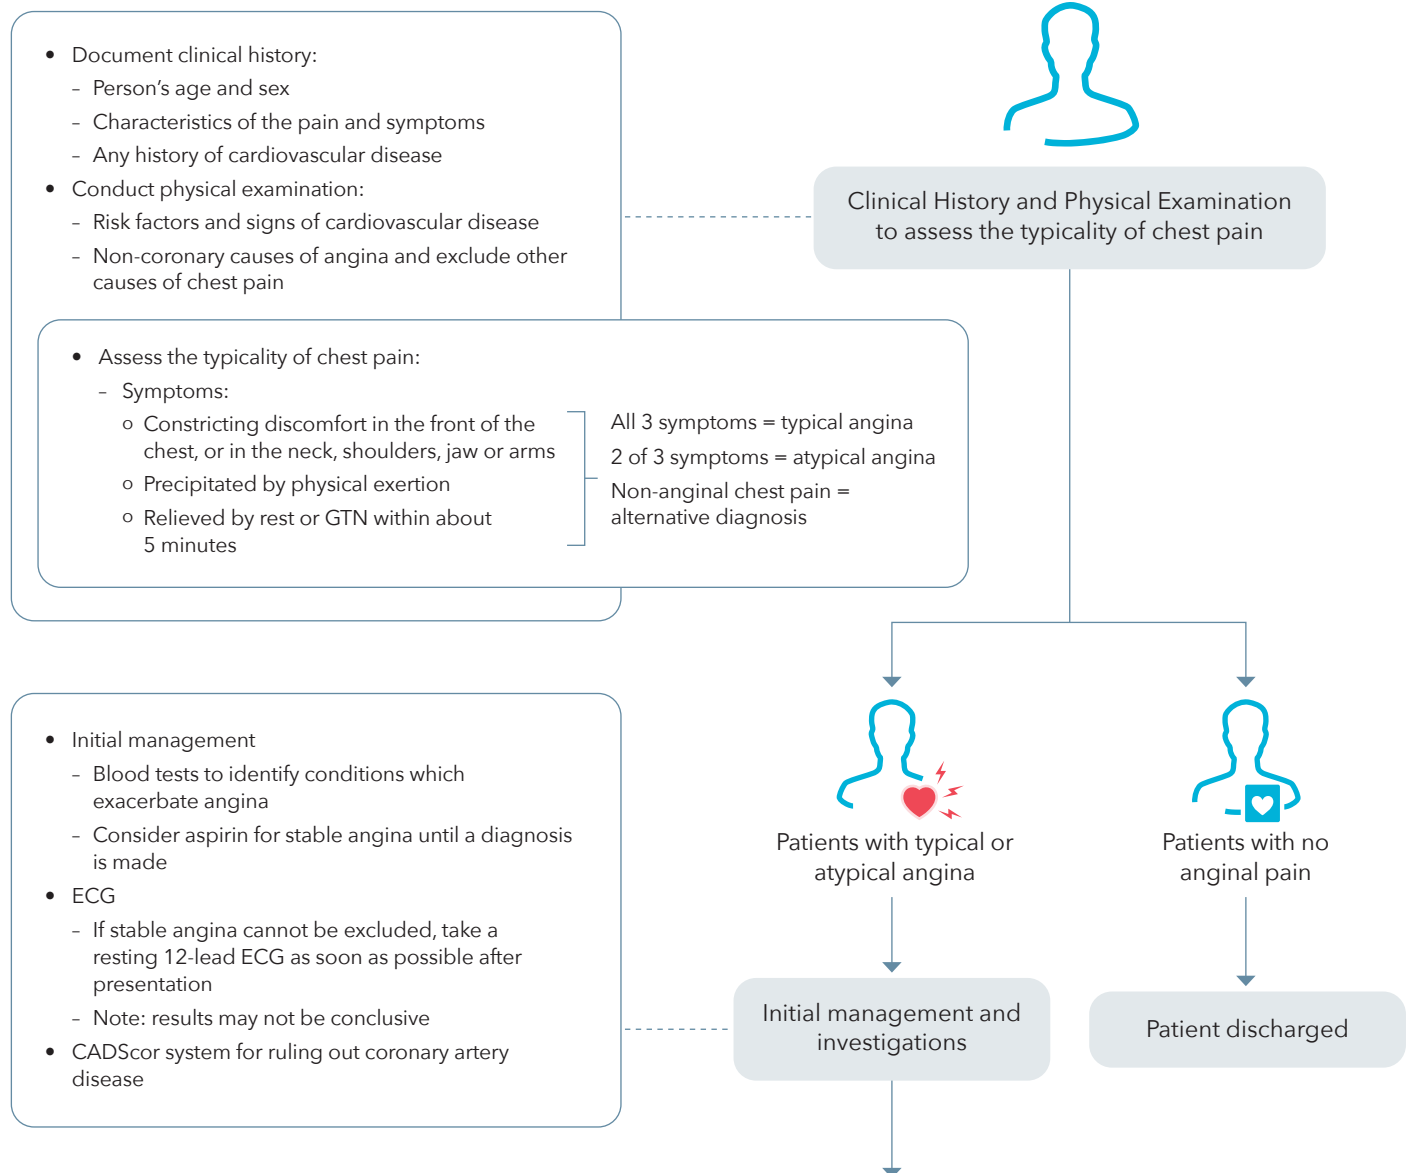 • Document clinical history:
– Person’s age and sex
– Characteristics of the pain and symptoms
– Any history of cardiovascular disease
• Conduct physical examination:
– Risk factors and signs of cardiovascular disease
– Non-coronary causes of angina and exclude other
causes of chest pain
Clinical History and Physical Examination
to assess the typicality of chest pain
• Assess the typicality of chest pain:
– Symptoms:
o Constricting discomfort in the front of the
chest, or in the neck, shoulders, jaw or arms
o Precipitated by physical exertion
o Relieved by rest or GTN within about
5 minutes
All 3 symptoms = typical angina
2 of 3 symptoms = atypical angina
Non-anginal chest pain =
alternative diagnosis
• Initial management
– Blood tests to identify conditions which
exacerbate angina
– Consider aspirin for stable angina until a diagnosis
is made
• ECG
– If stable angina cannot be excluded, take a
resting 12-lead ECG as soon as possible after
presentation
– Note: results may not be conclusive
• CADScor system for ruling out coronary artery
disease
Patients with typical or
atypical angina
Patients with no
anginal pain
Initial management and
investigations
Patient discharged